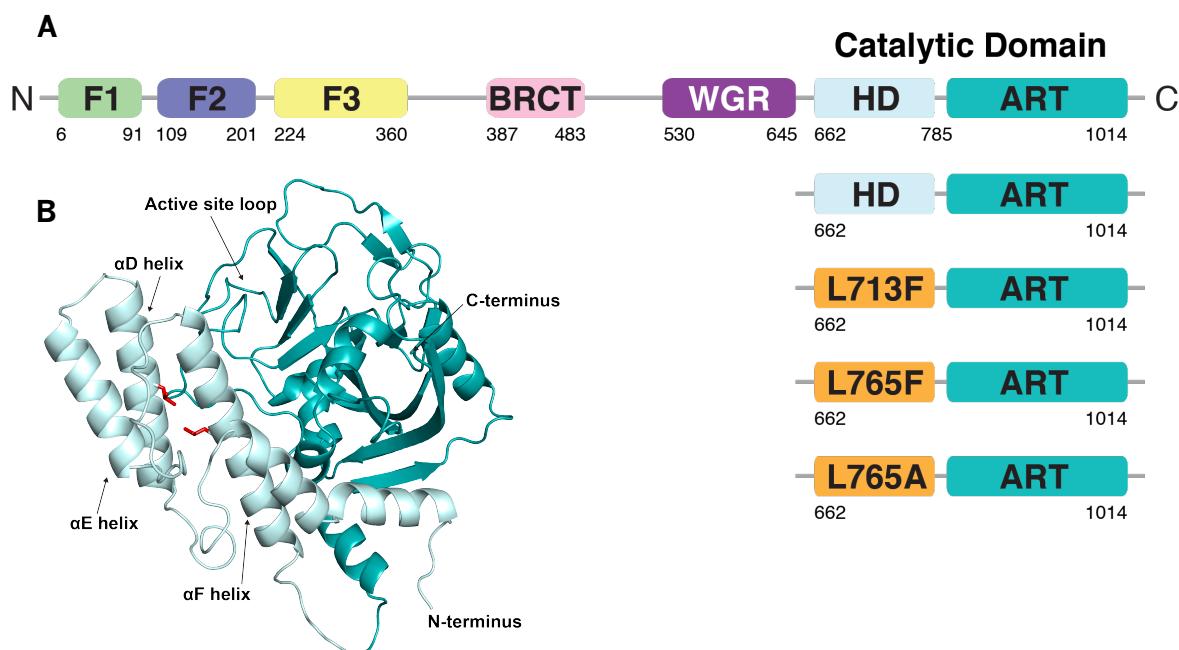 A
Catalytic Domain
N F1 F2 F3 BRCT WGR HD ART C
6 91 109 201 224 360 387 483 530 645 662 785 1014
HD ART
662 1014
L713F ART
662 1014
L765F ART
662 1014
L765A ART
662 1014
B
Active site loop
αD helix
C-terminus
αE helix
αF helix
N-terminus